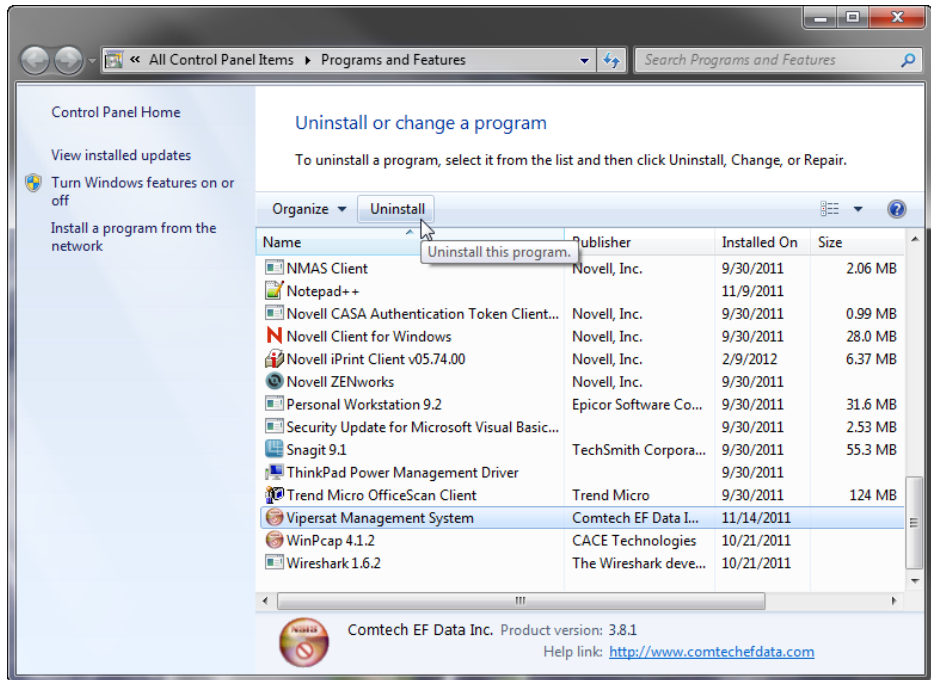 « All Control Panel Items ▸ Programs and Features
Search Programs and Features
Control Panel Home
View installed updates
Turn Windows features on or
off
Install a program from the
network
Uninstall or change a program
To uninstall a program, select it from the list and then click Uninstall, Change, or Repair.
Organize Uninstall
Name Publisher Installed On Size
Uninstall this program.
NMAS Client Novell, Inc. 9/30/2011 2.06 MB
Notepad++ 11/9/2011
Novell CASA Authentication Token Client... Novell, Inc. 9/30/2011 0.99 MB
Novell Client for Windows Novell, Inc. 9/30/2011 28.0 MB
Novell iPrint Client v05.74.00 Novell, Inc. 2/9/2012 6.37 MB
Novell ZENworks Novell, Inc. 9/30/2011
Personal Workstation 9.2 Epicor Software Co... 9/30/2011 31.6 MB
Security Update for Microsoft Visual Basic... 9/30/2011 2.53 MB
Snagit 9.1 TechSmith Corpora... 9/30/2011 55.3 MB
ThinkPad Power Management Driver 9/30/2011
Trend Micro OfficeScan Client Trend Micro 9/30/2011 124 MB
Vipersat Management System Comtech EF Data I... 11/14/2011
WinPcap 4.1.2 CACE Technologies 10/21/2011
Wireshark 1.6.2 The Wireshark deve... 10/21/2011
Comtech EF Data Inc. Product version: 3.8.1
Help link: http://www.comtechefdata.com